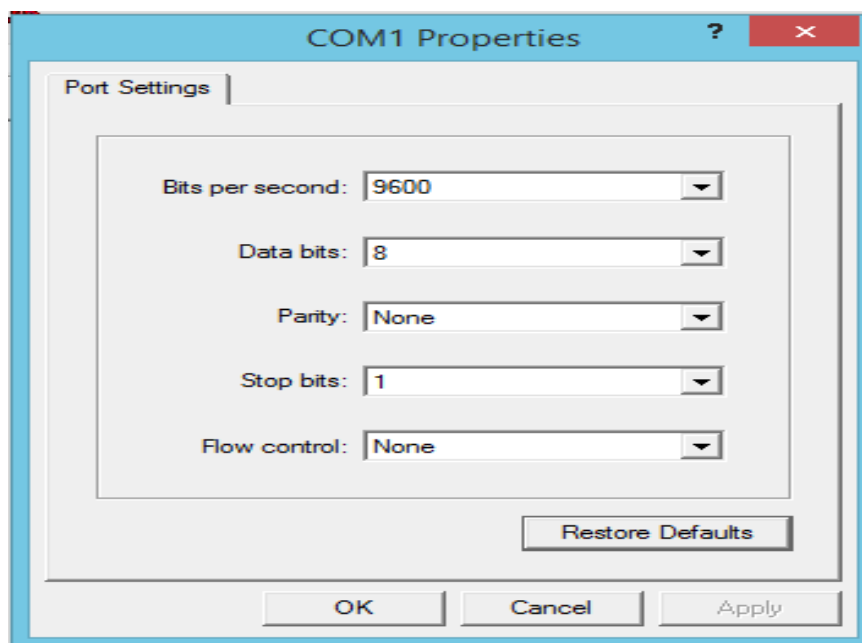 COM1 Properties ? ×
Port Settings
Bits per second: 9600
Data bits: 8
Parity: None
Stop bits: 1
Flow control: None
Restore Defaults
OK Cancel Apply